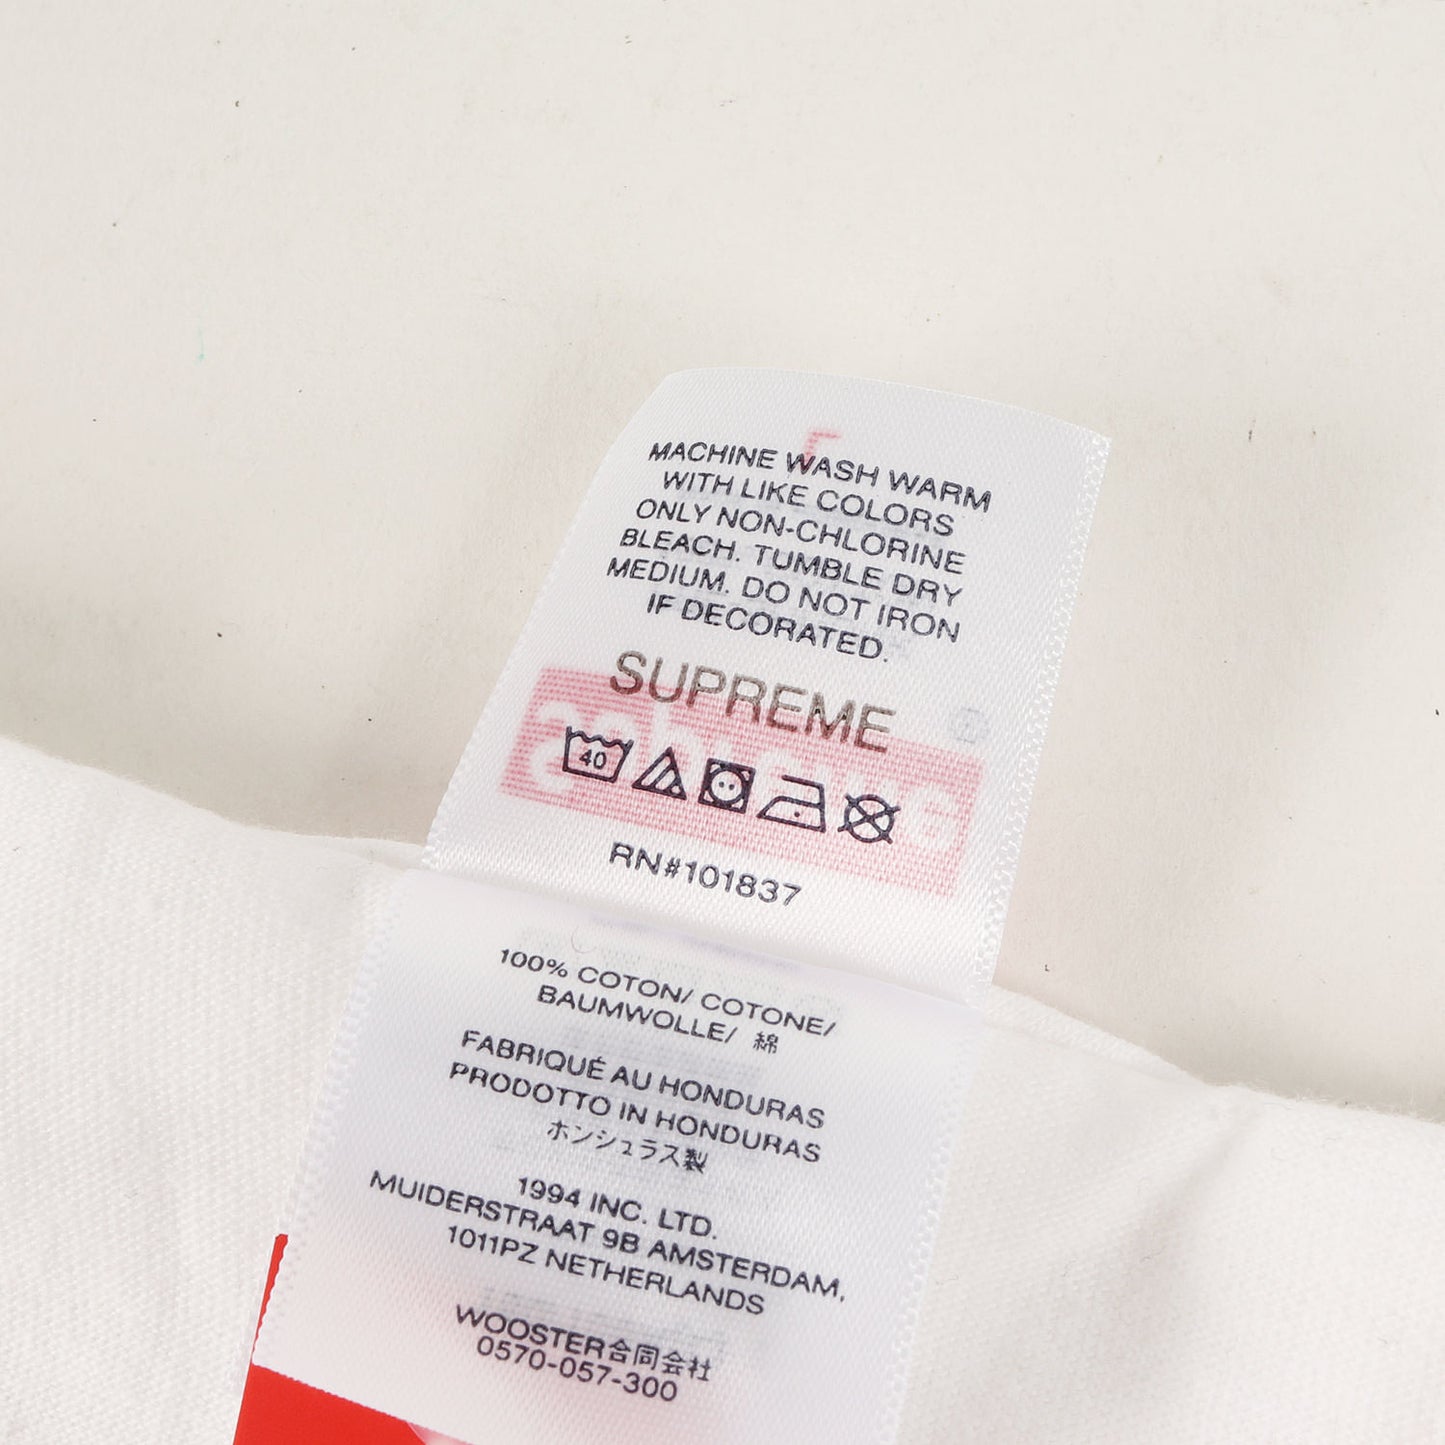 MACHINE WASH WARM
WITH LIKE COLORS
ONLY NON-CHLORINE
BLEACH. TUMBLE DRY
MEDIUM. DO NOT IRON
IF DECORATED.
SUPREME
40
RN#101837
100% COTON/ COTONE/
BAUMWOLLE/ 綿
FABRIQUÉ AU HONDURAS
PRODOTTO IN HONDURAS
ホンシュラス製
1994 INC. LTD.
MUIDERSTRAAT 9B AMSTERDAM,
1011PZ NETHERLANDS
WOOSTER合同会社
0570-057-300